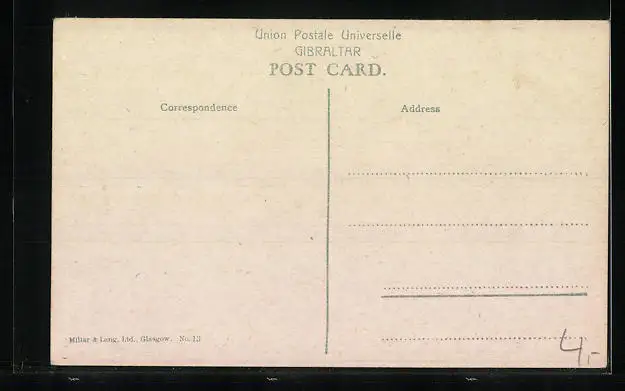 Union Postale Universelle
GIBRALTAR
POST CARD.
Correspondence
Address
Millar & Lang, Ltd., Glasgow. No. 13
4,-